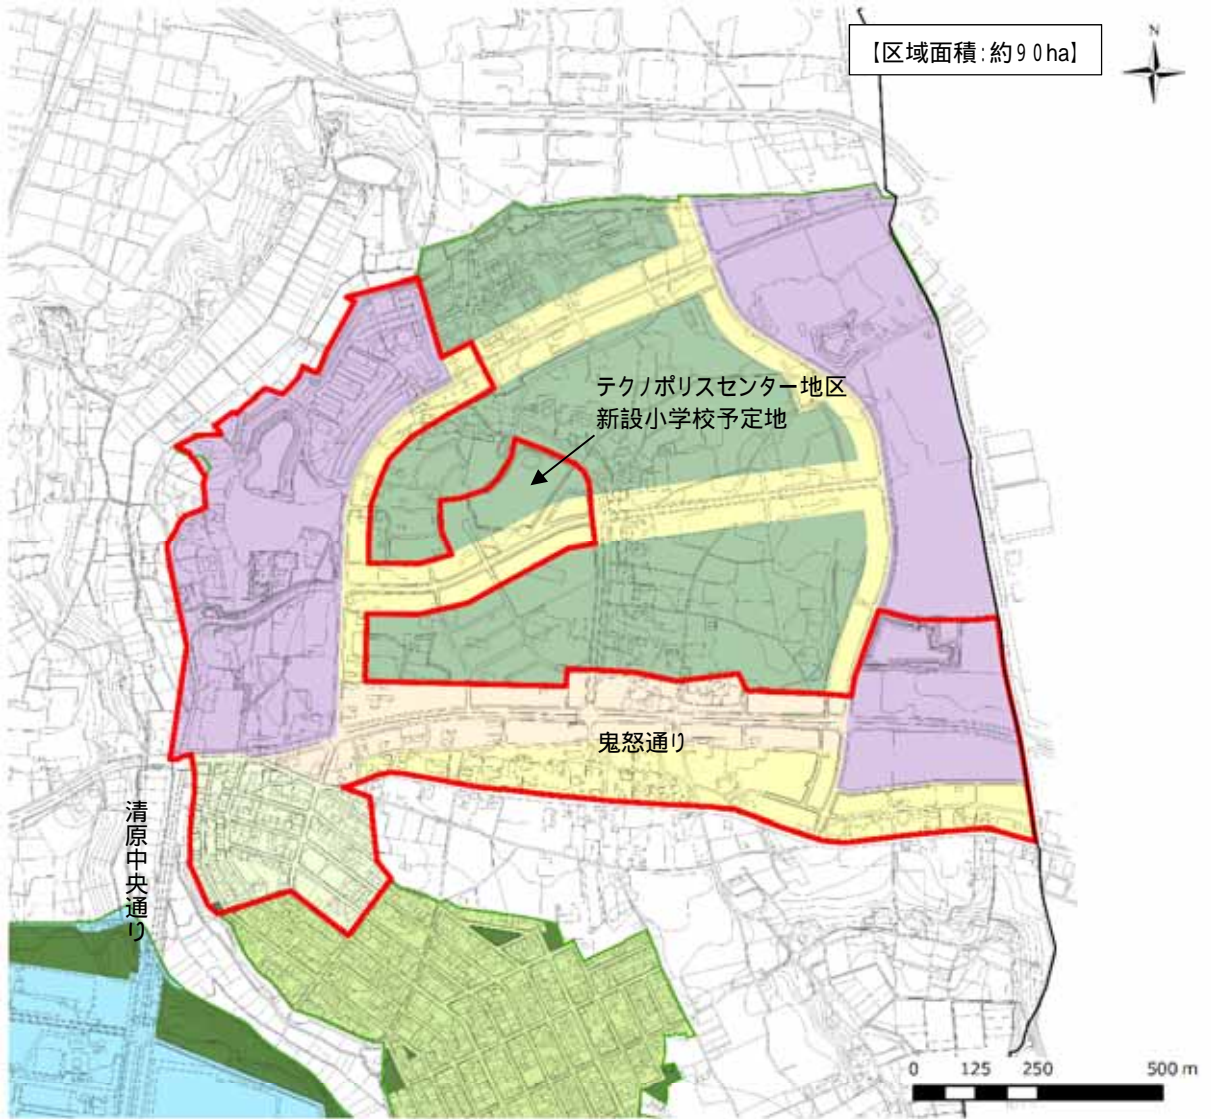 【区域面積:約90ha】
N
テクノポリスセンター地区
新設小学校予定地
鬼怒通り
清原中央通り
0 125 250 500 m